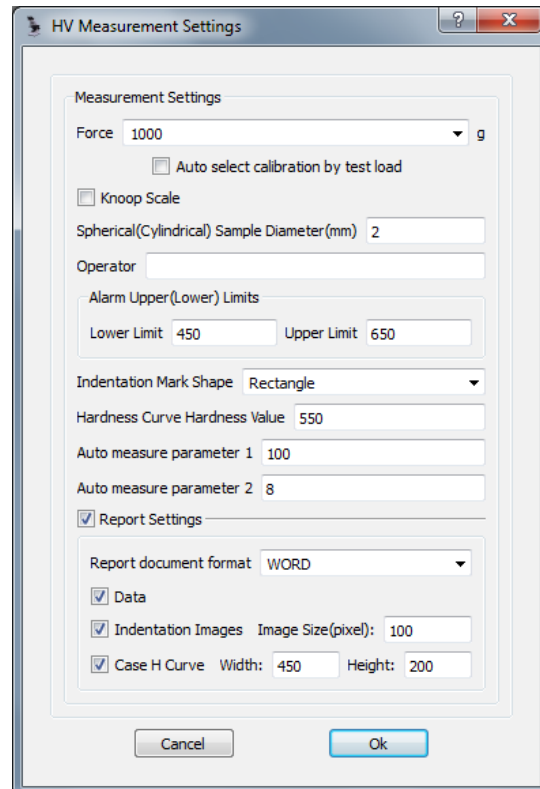 HV Measurement Settings
?
X
Measurement Settings
Force 1000 g
Auto select calibration by test load
Knoop Scale
Spherical(Cylindrical) Sample Diameter(mm) 2
Operator
Alarm Upper(Lower) Limits
Lower Limit 450 Upper Limit 650
Indentation Mark Shape Rectangle
Hardness Curve Hardness Value 550
Auto measure parameter 1 100
Auto measure parameter 2 8
Report Settings
Report document format WORD
Data
Indentation Images Image Size(pixel): 100
Case H Curve Width: 450 Height: 200
Cancel Ok